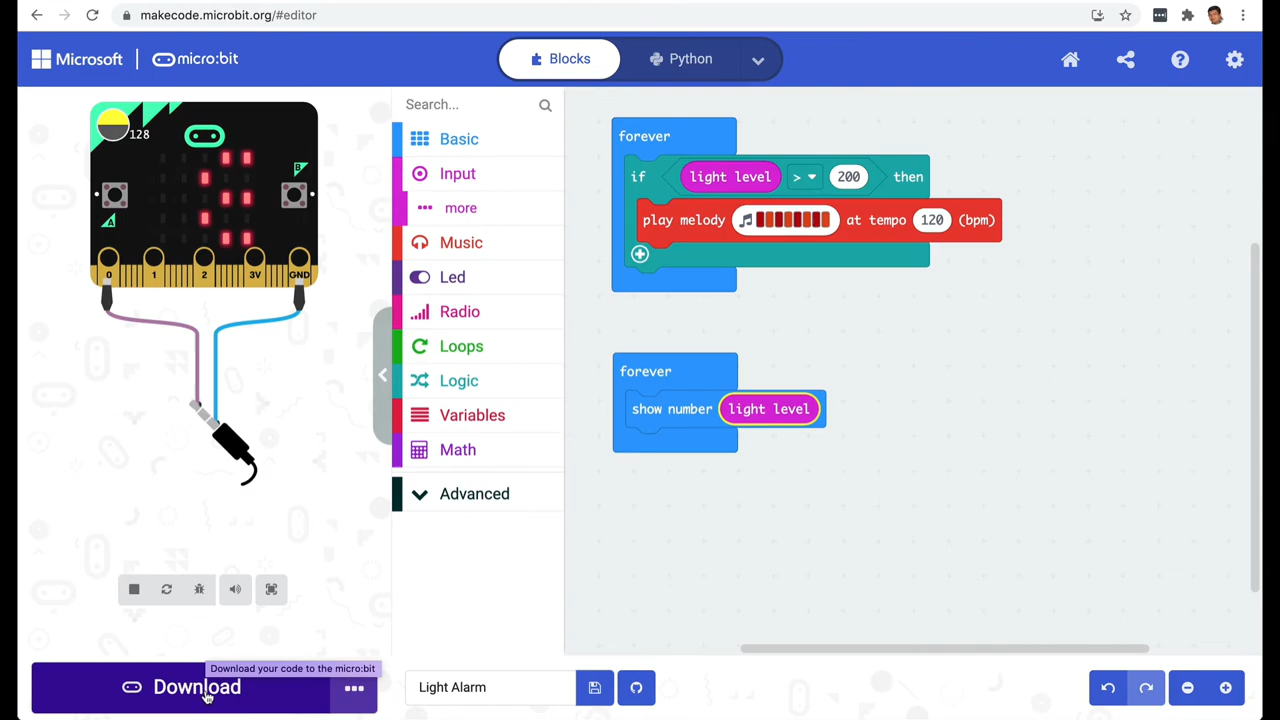 makecode.microbit.org/#editor
Microsoft
micro:bit
Blocks
Python
128
B
A
0 1 2 3V GND
Search...
Basic
Input
more
Music
Led
Radio
Loops
Logic
Variables
Math
Advanced
forever
if light level > 200 then
play melody at tempo 120 (bpm)
forever
show number light level
Download your code to the micro:bit
Download
Light Alarm